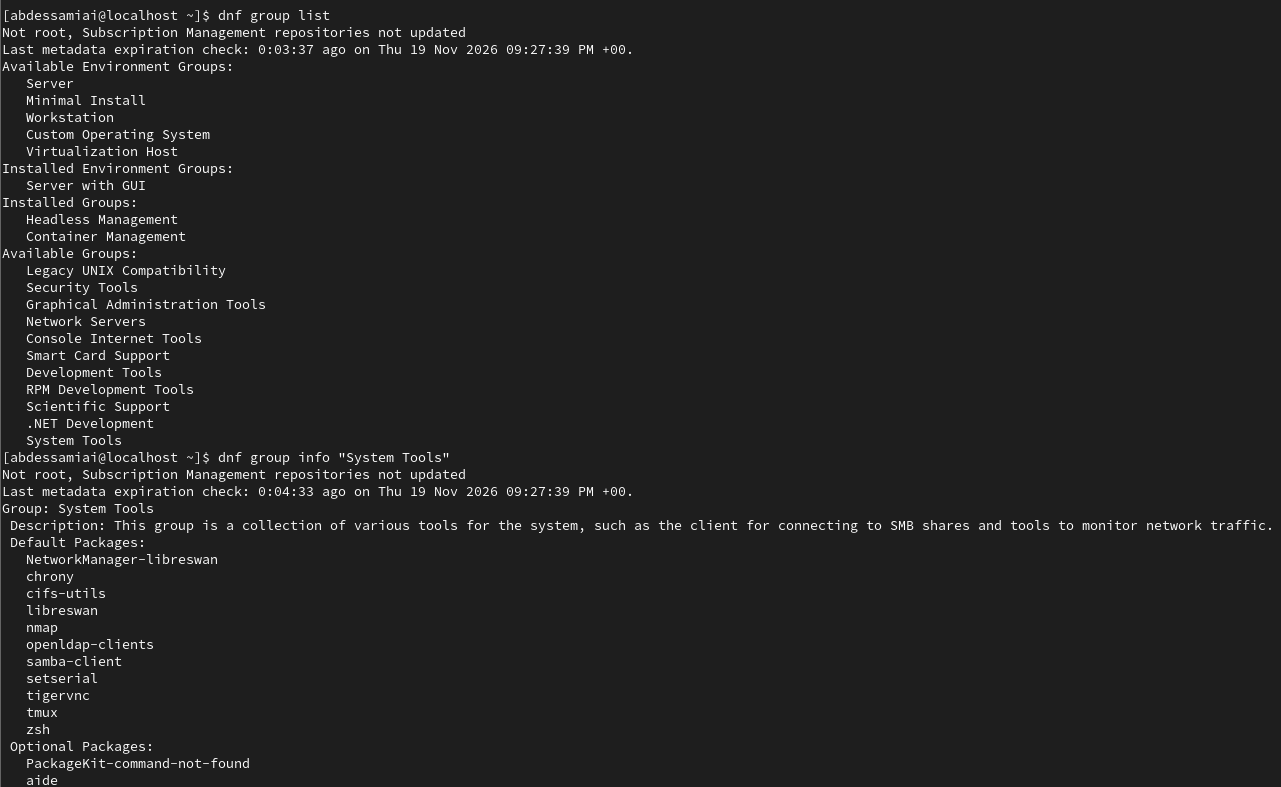 [abdessamiai@localhost ~]$ dnf group list
Not root, Subscription Management repositories not updated
Last metadata expiration check: 0:03:37 ago on Thu 19 Nov 2026 09:27:39 PM +00.
Available Environment Groups:
   Server
   Minimal Install
   Workstation
   Custom Operating System
   Virtualization Host
Installed Environment Groups:
   Server with GUI
Installed Groups:
   Headless Management
   Container Management
Available Groups:
   Legacy UNIX Compatibility
   Security Tools
   Graphical Administration Tools
   Network Servers
   Console Internet Tools
   Smart Card Support
   Development Tools
   RPM Development Tools
   Scientific Support
   .NET Development
   System Tools
[abdessamiai@localhost ~]$ dnf group info "System Tools"
Not root, Subscription Management repositories not updated
Last metadata expiration check: 0:04:33 ago on Thu 19 Nov 2026 09:27:39 PM +00.
Group: System Tools
 Description: This group is a collection of various tools for the system, such as the client for connecting to SMB shares and tools to monitor network traffic.
 Default Packages:
   NetworkManager-libreswan
   chrony
   cifs-utils
   libreswan
   nmap
   openldap-clients
   samba-client
   setserial
   tigervnc
   tmux
   zsh
 Optional Packages:
   PackageKit-command-not-found
   aide